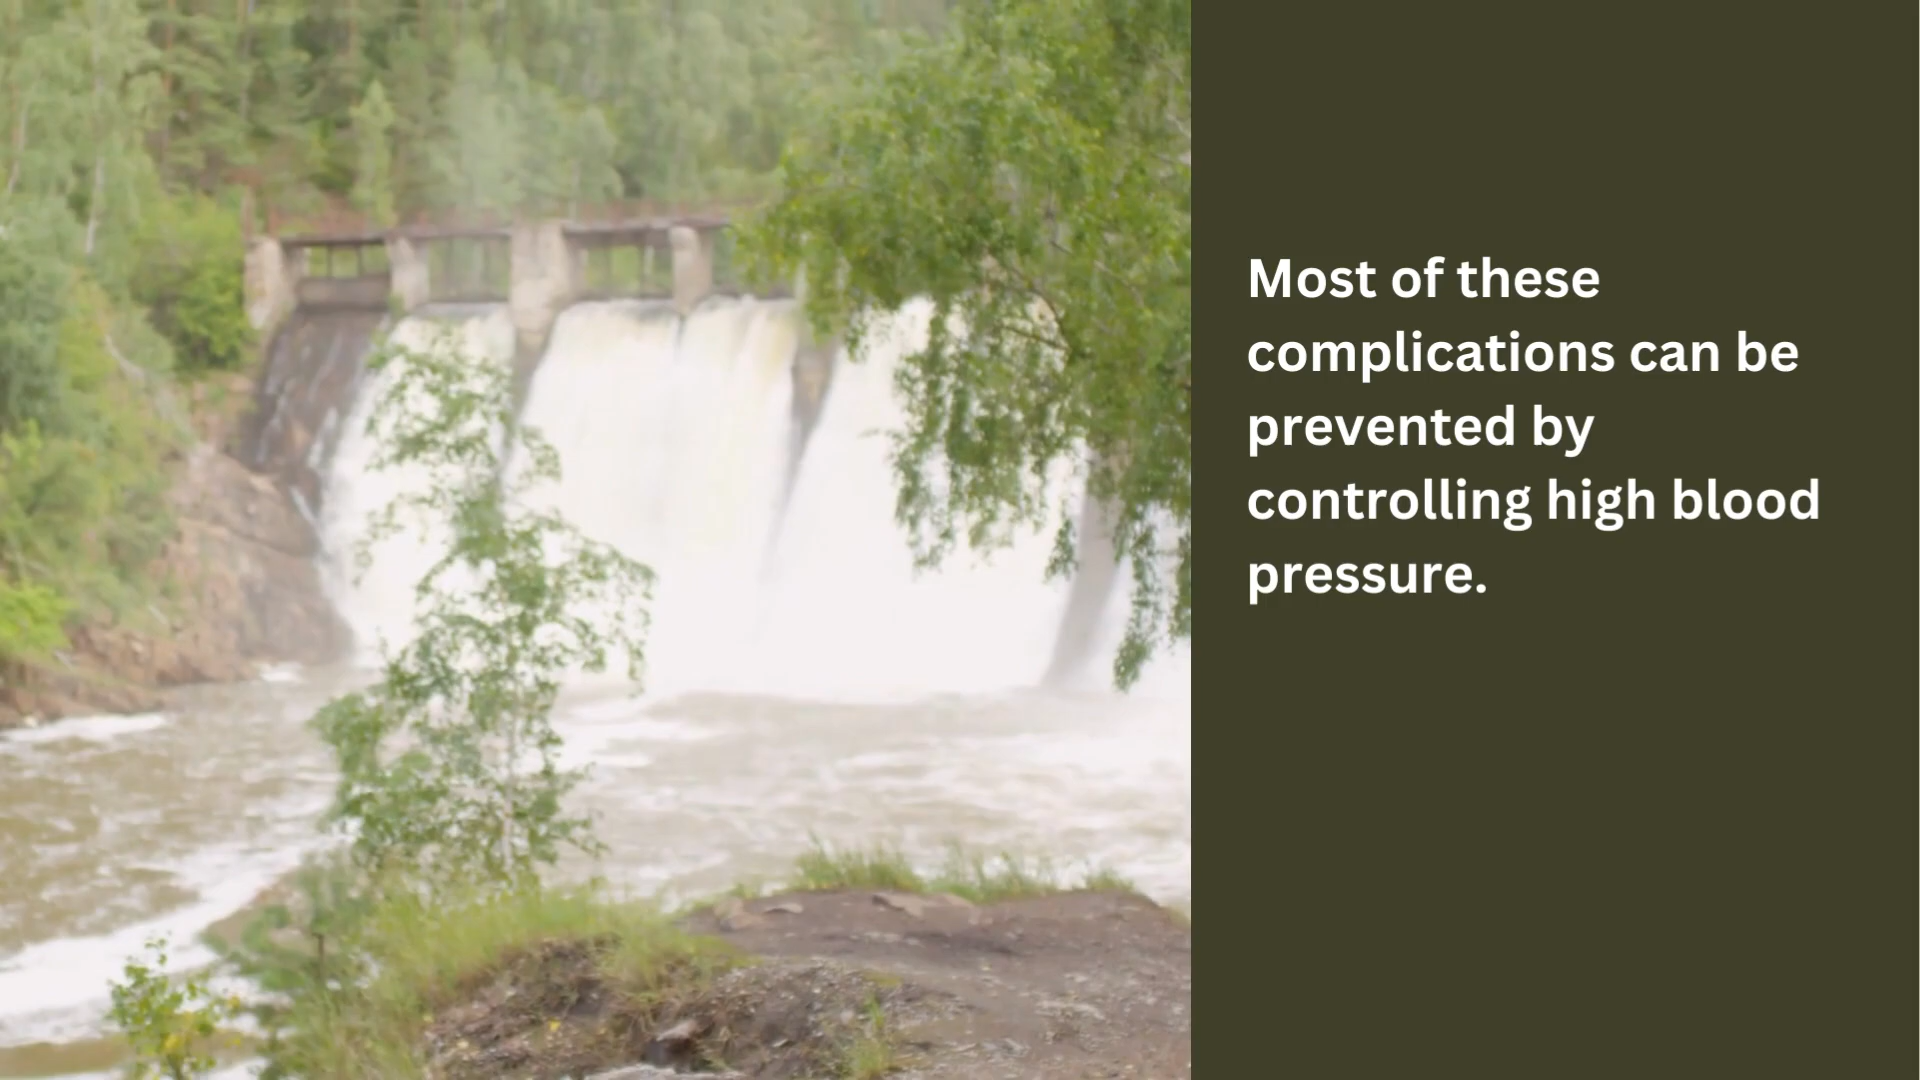 Most of these
complications can be
prevented by
controlling high blood
pressure.